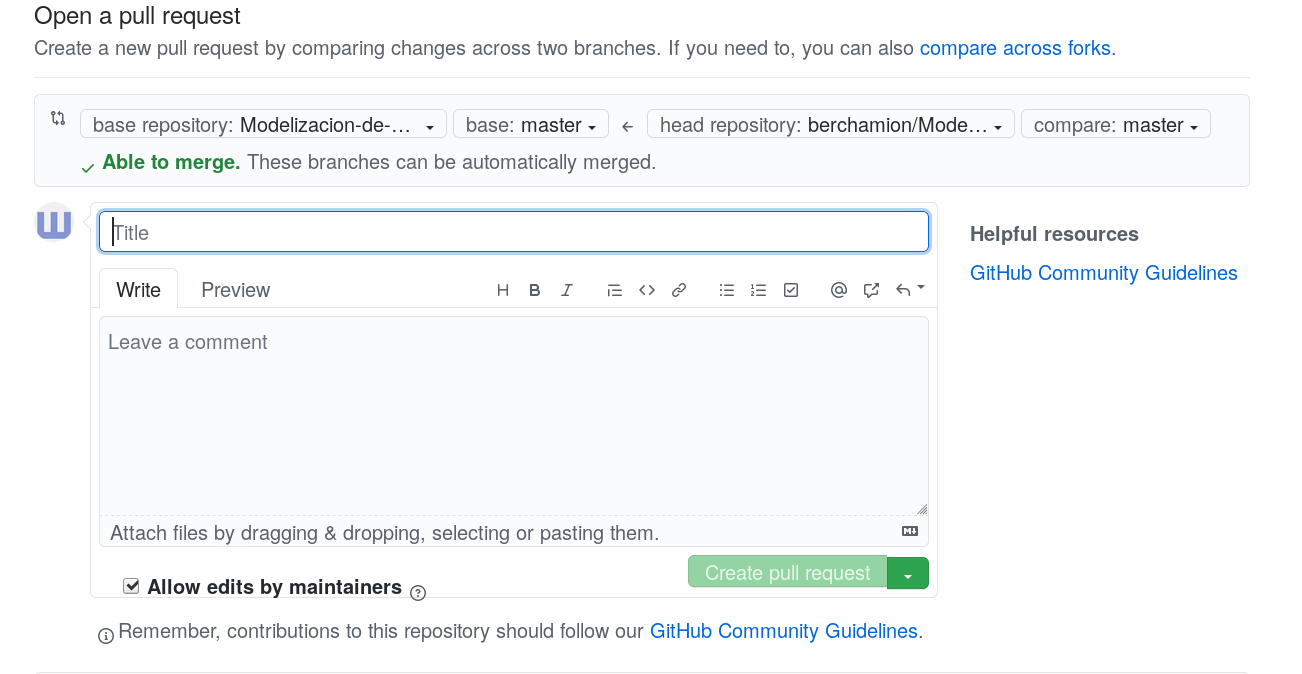 Open a pull request
Create a new pull request by comparing changes across two branches. If you need to, you can also compare across forks.
base repository: Modelizacion-de-... base: master ← head repository: berchamion/Mode... compare: master
Able to merge. These branches can be automatically merged.
Title
Helpful resources
GitHub Community Guidelines
Write Preview H B I
Leave a comment
Attach files by dragging & dropping, selecting or pasting them.
Create pull request
Allow edits by maintainers
Remember, contributions to this repository should follow our GitHub Community Guidelines.